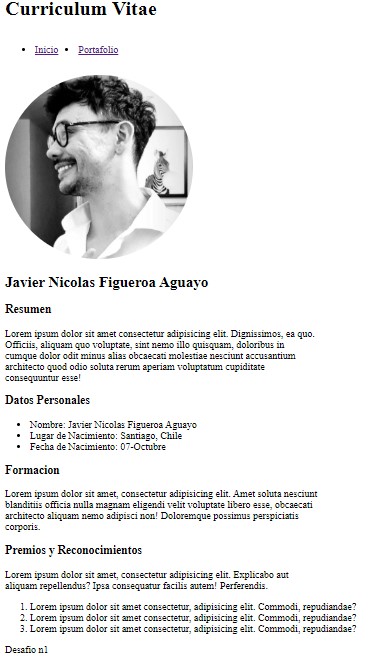 Curriculum Vitae
Inicio Portafolio
Javier Nicolas Figueroa Aguayo
Resumen
Lorem ipsum dolor sit amet consectetur adipisicing elit. Dignissimos, ea quo.
Officiis, aliquam quo voluptate, sint nemo illo quisquam, doloribus in
cumque dolor odit minus alias obcaecati molestiae nesciunt accusantium
architecto quod odio soluta rerum aperiam voluptatum cupiditate
consequuntur esse!
Datos Personales
Nombre: Javier Nicolas Figueroa Aguayo
Lugar de Nacimiento: Santiago, Chile
Fecha de Nacimiento: 07-Octubre
Formacion
Lorem ipsum dolor sit amet, consectetur adipisicing elit. Amet soluta nesciunt
blanditiis officia nulla magnam eligendi velit voluptate libero esse, obcaecati
architecto aliquam nemo adipisci non! Doloremque possimus perspiciatis
corporis.
Premios y Reconocimientos
Lorem ipsum dolor sit amet, consectetur adipisicing elit. Explicabo aut
aliquam repellendus? Ipsa consequatur facilis autem! Perferendis.
1. Lorem ipsum dolor sit amet consectetur, adipisicing elit. Commodi, repudiandae?
2. Lorem ipsum dolor sit amet consectetur, adipisicing elit. Commodi, repudiandae?
3. Lorem ipsum dolor sit amet consectetur, adipisicing elit. Commodi, repudiandae?
Desafio n1